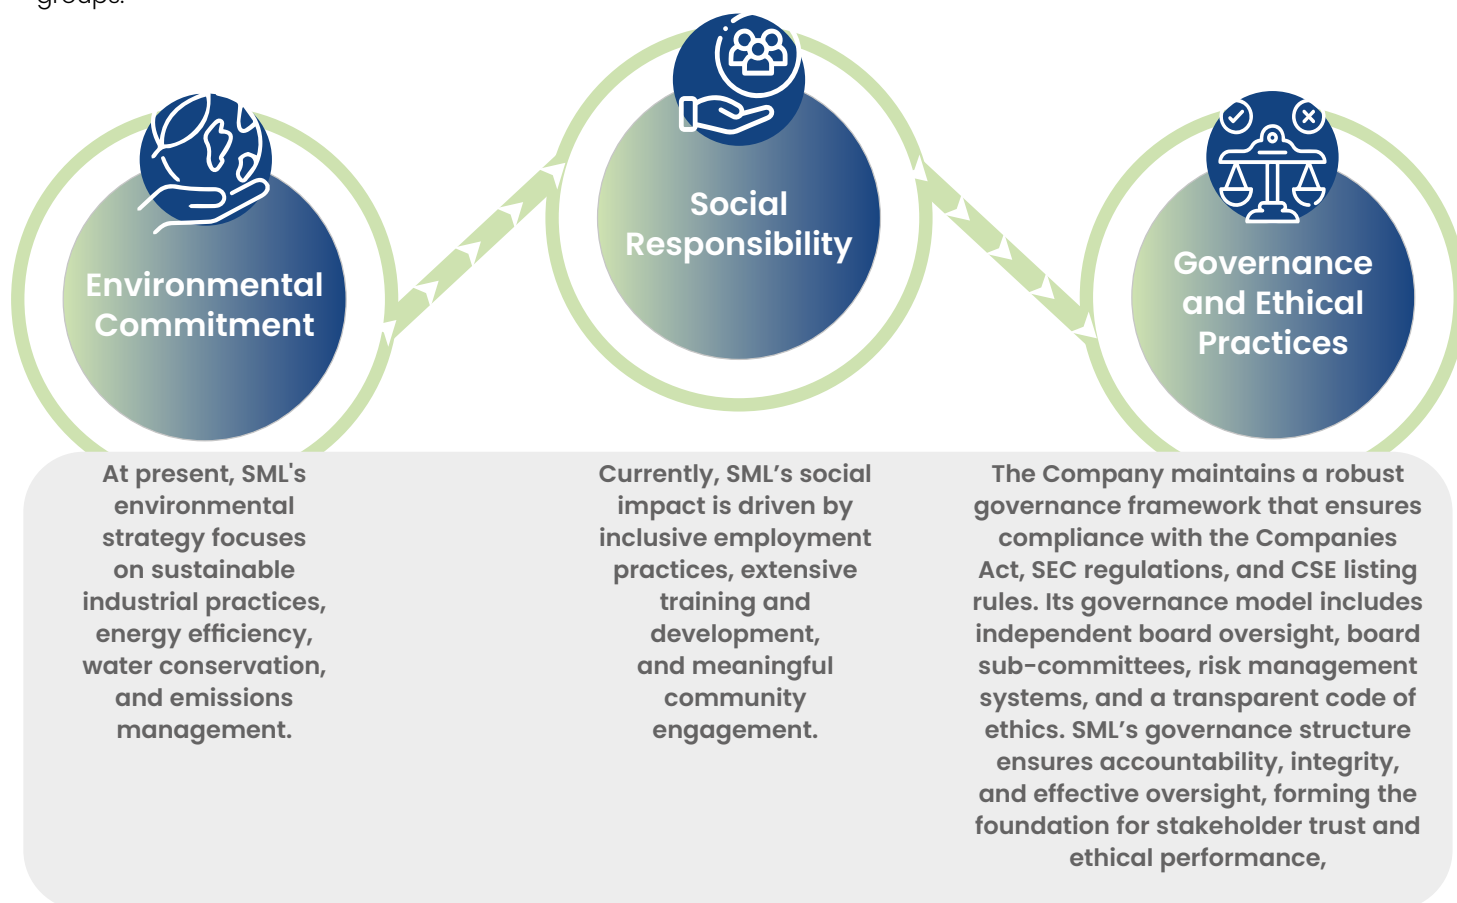 groups.
Environmental
Commitment
Social
Responsibility
Governance
and Ethical
Practices
At present, SML's
environmental
strategy focuses
on sustainable
industrial practices,
energy efficiency,
water conservation,
and emissions
management.
Currently, SML’s social
impact is driven by
inclusive employment
practices, extensive
training and
development,
and meaningful
community
engagement.
The Company maintains a robust
governance framework that ensures
compliance with the Companies
Act, SEC regulations, and CSE listing
rules. Its governance model includes
independent board oversight, board
sub-committees, risk management
systems, and a transparent code of
ethics. SML’s governance structure
ensures accountability, integrity,
and effective oversight, forming the
foundation for stakeholder trust and
ethical performance,